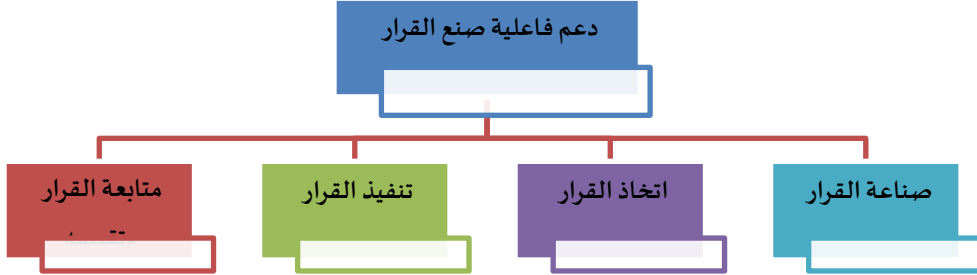 دعم فاعلية صنع القرار
صناعة القرار
اتخاذ القرار
تنفيذ القرار
متابعة القرار